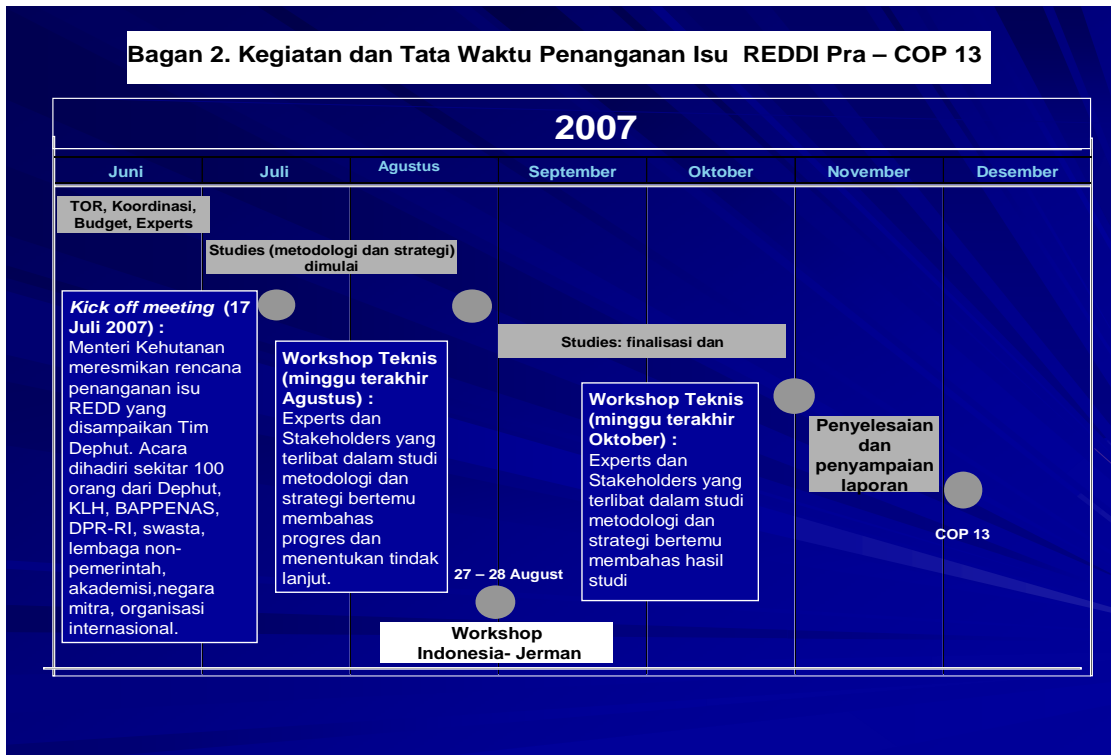 Bagan 2. Kegiatan dan Tata Waktu Penanganan Isu REDDI Pra – COP 13
2007
Juni Juli Agustus September Oktober November Desember
TOR, Koordinasi,
Budget, Experts
Studies (metodologi dan strategi)
dimulai
Kick off meeting (17
Juli 2007) :
Menteri Kehutanan
meresmikan rencana
penanganan isu
REDD yang
disampaikan Tim
Dephut. Acara
dihadiri sekitar 100
orang dari Dephut,
KLH, BAPPENAS,
DPR-RI, swasta,
lembaga non-
pemerintah,
akademisi,negara
mitra, organisasi
internasional.
Workshop Teknis
(minggu terakhir
Agustus) :
Experts dan
Stakeholders yang
terlibat dalam studi
metodologi dan
strategi bertemu
membahas
progres dan
menentukan tindak
lanjut.
27 – 28 August
Workshop
Indonesia- Jerman
Studies: finalisasi dan
Workshop Teknis
(minggu terakhir
Oktober) :
Experts dan
Stakeholders yang
terlibat dalam studi
metodologi dan
strategi bertemu
membahas hasil
studi
Penyelesaian
dan
penyampaian
laporan
COP 13